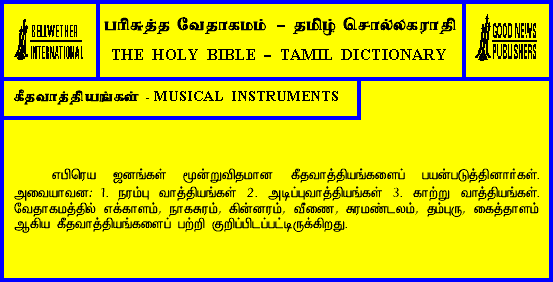 BELLWETHER
INTERNATIONAL
பரிசுத்த வேதாகமம் – தமிழ் சொல்லகராதி
THE HOLY BIBLE – TAMIL DICTIONARY
GOOD NEWS
PUBLISHERS
கீதவாத்தியங்கள் - MUSICAL INSTRUMENTS
எபிரெய ஜனங்கள் மூன்றுவிதமான கீதவாத்தியங்களைப் பயன்படுத்தினார்கள்.
அவையாவன: 1. நரம்பு வாத்தியங்கள் 2. அடிப்புவாத்தியங்கள் 3. காற்று வாத்தியங்கள்.
வேதாகமத்தில் எக்காளம், நாகசுரம், கின்னரம், வீணை, சுரமண்டலம், தம்புரு, கைத்தாளம்
ஆகிய கீதவாத்தியங்களைப் பற்றி குறிப்பிடப்பட்டிருக்கிறது.